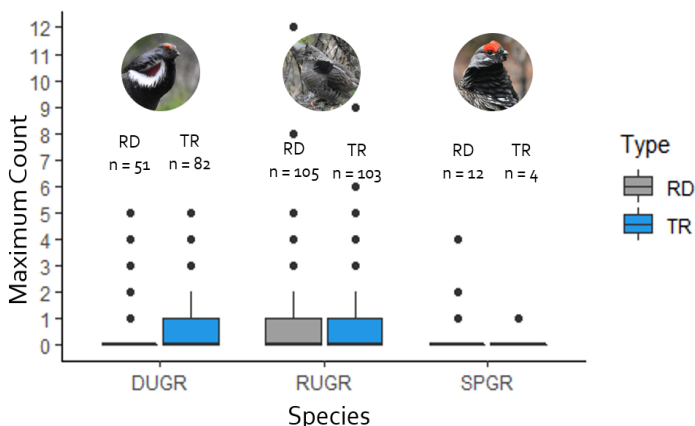 Maximum Count
12
11
10
9
8
7
6
5
4
3
2
1
0
RD TR
n = 51 n = 82
RD TR
n = 105 n = 103
RD TR
n = 12 n = 4
DUGR RUGR SPGR
Species
Type
RD
TR